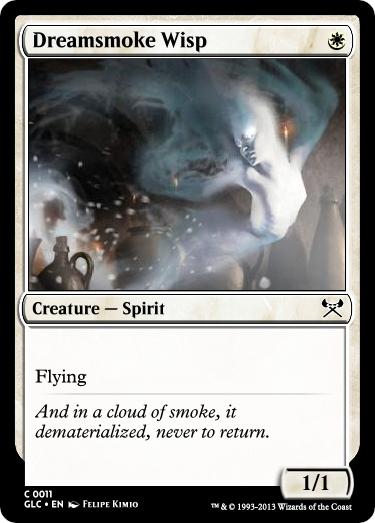 Dreamsmoke Wisp
Creature — Spirit
Flying
And in a cloud of smoke, it
dematerialized, never to return.
1/1
C 0011
GLC • EN Felipe Kimio
™ & © 1993-2013 Wizards of the Coast